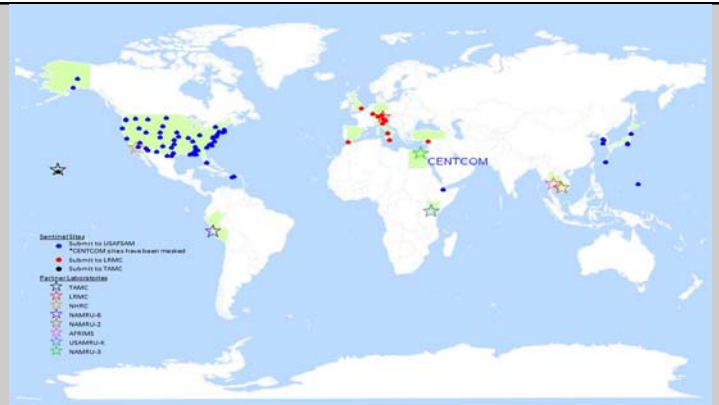 CENTCOM
Sentinel Sites
Submit to USAFSAM
*CENTCOM sites have been masked
Submit to LRMC
Submit to TAMC
Partner Laboratories
TAMC
LRMC
NHRC
NAMRU-6
NAMRU-2
AFRIMS
USAMRU-K
NAMRU-3